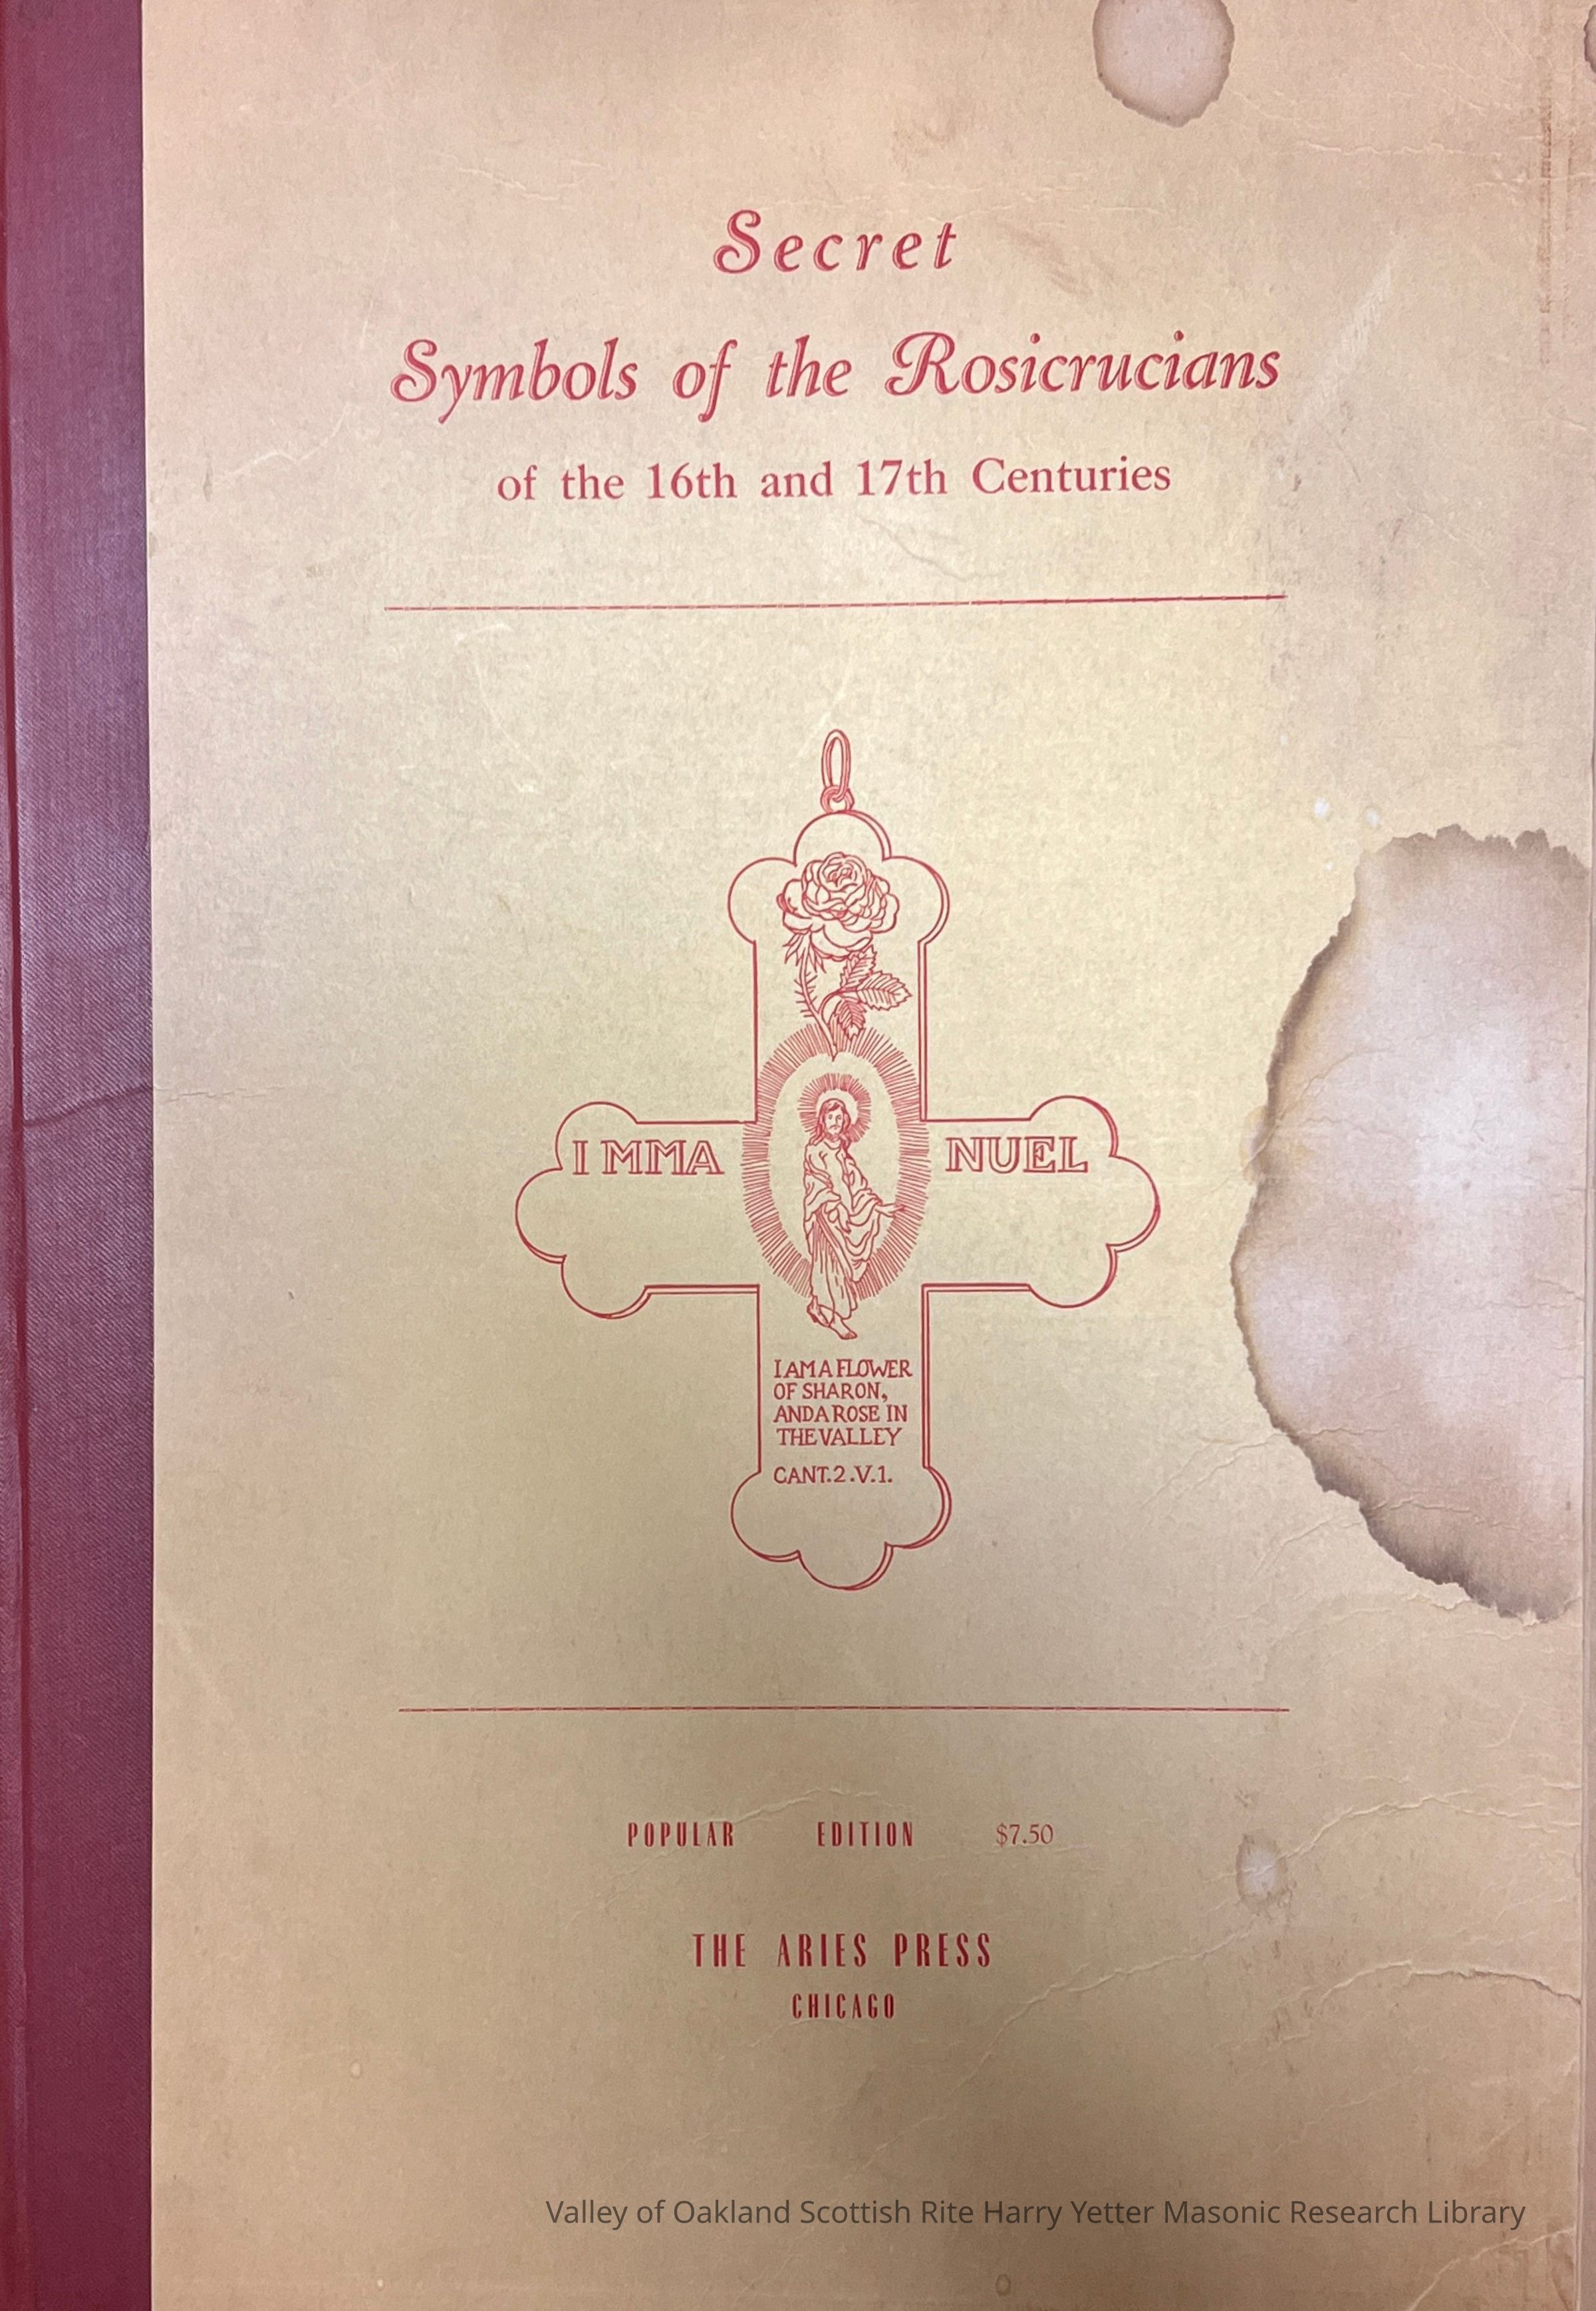 Secret
Symbols of the Rosicrucians
of the 16th and 17th Centuries
IMMA NUEL
I AM A FLOWER
OF SHARON,
AND A ROSE IN
THE VALLEY
CANT. 2. V. 1.
POPULAR EDITION $7.50
THE ARIES PRESS
CHICAGO
Valley of Oakland Scottish Rite Harry Yetter Masonic Research Library